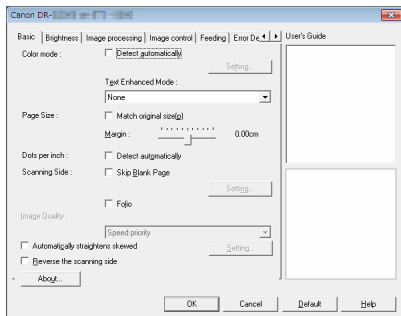 Canon DR-
Basic Brightness Image processing Image control Feeding Error De
User's Guide
Color mode : Detect automatically
Setting...
Text Enhanced Mode :
None
Page Size : Match original size(p)
Margin : 0.00cm
Dots per inch : Detect automatically
Scanning Side : Skip Blank Page
Setting...
Folio
Image Quality :
Speed priority
Automatically straightens skewed Setting...
Reverse the scanning side
About...
OK Cancel Default Help